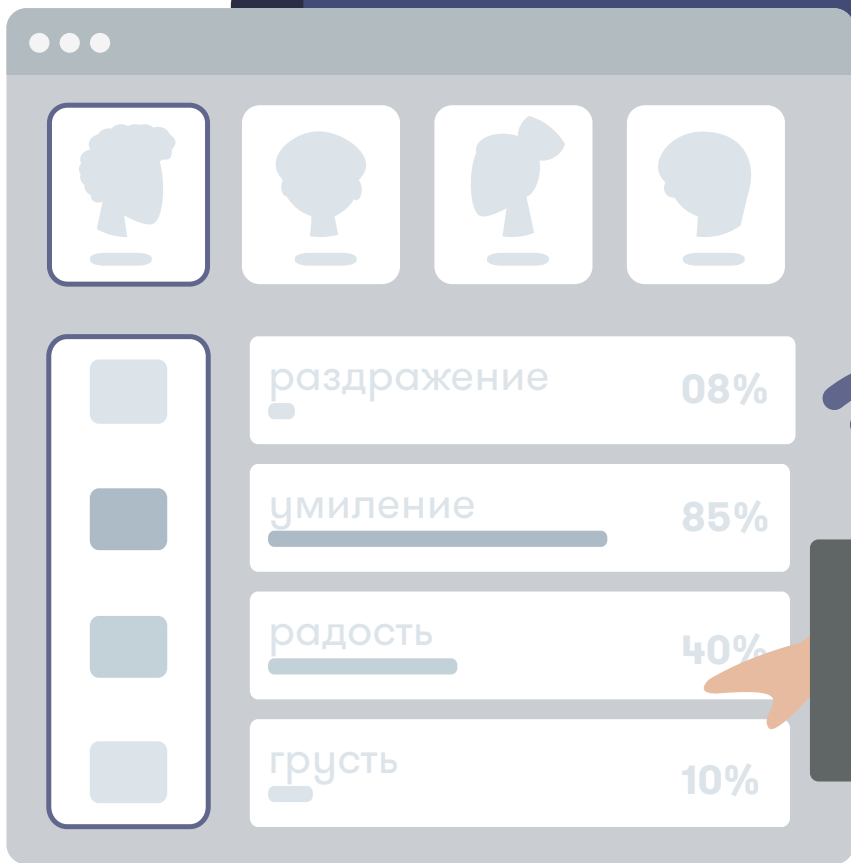 раздражение 08%
умиление 85%
радость 40%
грусть 10%